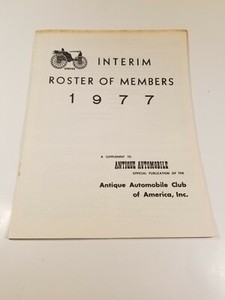 INTERIM
ROSTER OF MEMBERS
1977
A SUPPLEMENT TO
ANTIQUE AUTOMOBILE
OFFICIAL PUBLICATION OF THE
Antique Automobile Club
of America, Inc.